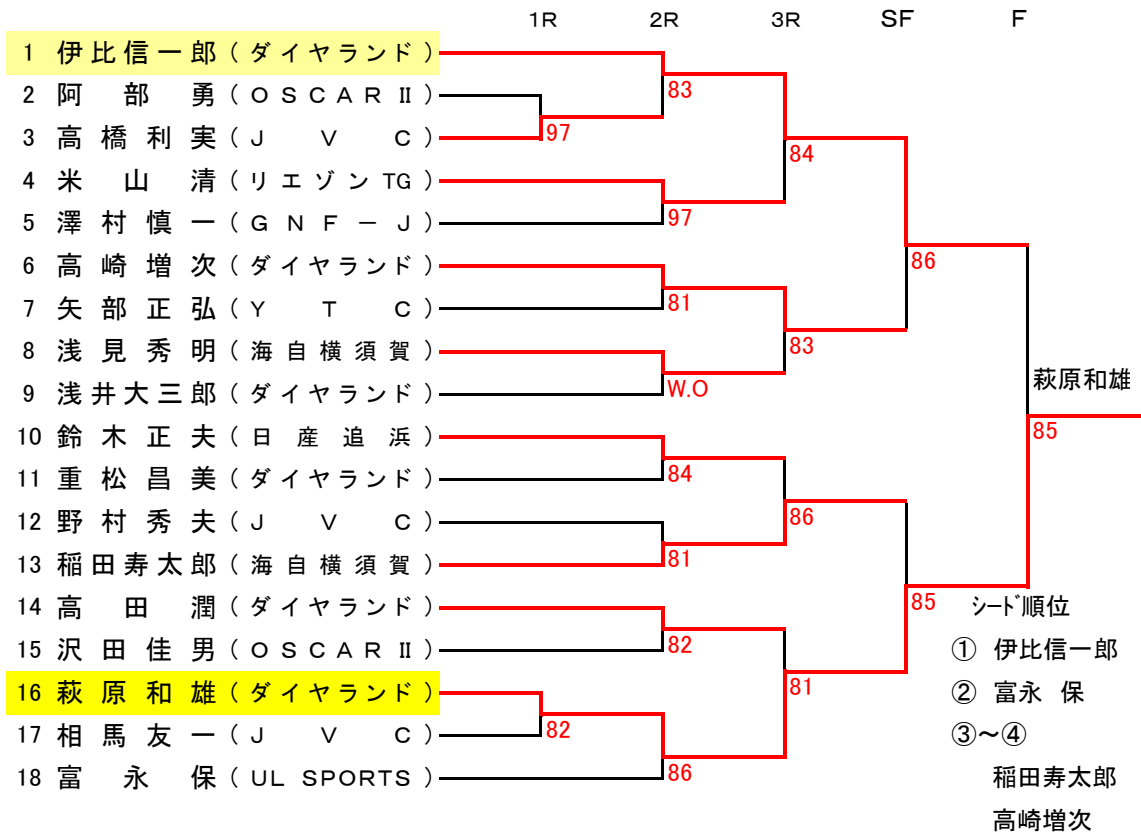 1R 2R 3R SF F
1 伊比信一郎（ダイヤランド）
2 阿部勇（OSCARⅡ）
83
3 高橋利実（JVC）
97
84
4 米山清（リエゾンTG）
5 澤村慎一（GNF－J）
97
6 高崎増次（ダイヤランド）
86
7 矢部正弘（YTC）
81
8 浅見秀明（海自横須賀）
83
9 浅井大三郎（ダイヤランド）
W.O
萩原和雄
10 鈴木正夫（日産追浜）
85
11 重松昌美（ダイヤランド）
84
12 野村秀夫（JVC）
86
13 稲田寿太郎（海自横須賀）
81
14 高田潤（ダイヤランド）
85
シード順位
15 沢田佳男（OSCARⅡ）
82
① 伊比信一郎
16 萩原和雄（ダイヤランド）
81
② 富永 保
17 相馬友一（JVC）
82
③～④
18 富永保（UL SPORTS）
86
稲田寿太郎
高崎増次